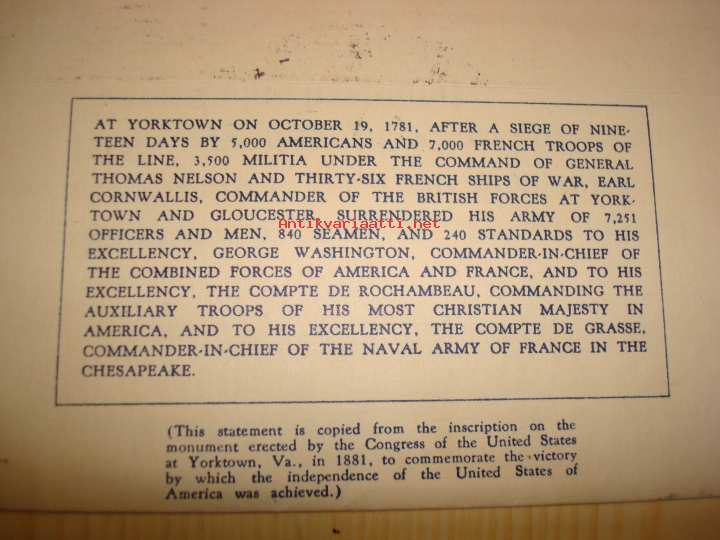 AT YORKTOWN ON OCTOBER 19, 1781, AFTER A SIEGE OF NINE-
TEEN DAYS BY 5,000 AMERICANS AND 7,000 FRENCH TROOPS OF
THE LINE, 3,500 MILITIA UNDER THE COMMAND OF GENERAL
THOMAS NELSON AND THIRTY-SIX FRENCH SHIPS OF WAR, EARL
CORNWALLIS, COMMANDER OF THE BRITISH FORCES AT YORK-
TOWN AND GLOUCESTER, SURRENDERED HIS ARMY OF 7,251
Antikvariaatti.net
OFFICERS AND MEN, 840 SEAMEN, AND 240 STANDARDS TO HIS
EXCELLENCY, GEORGE WASHINGTON, COMMANDER-IN-CHIEF OF
THE COMBINED FORCES OF AMERICA AND FRANCE, AND TO HIS
EXCELLENCY, THE COMPTE DE ROCHAMBEAU, COMMANDING THE
AUXILIARY TROOPS OF HIS MOST CHRISTIAN MAJESTY IN
AMERICA, AND TO HIS EXCELLENCY, THE COMPTE DE GRASSE,
COMMANDER-IN-CHIEF OF THE NAVAL ARMY OF FRANCE IN THE
CHESAPEAKE.
(This statement is copied from the inscription on the
monument erected by the Congress of the United States
at Yorktown, Va., in 1881, to commemorate the victory
by which the independence of the United States of
America was achieved.)